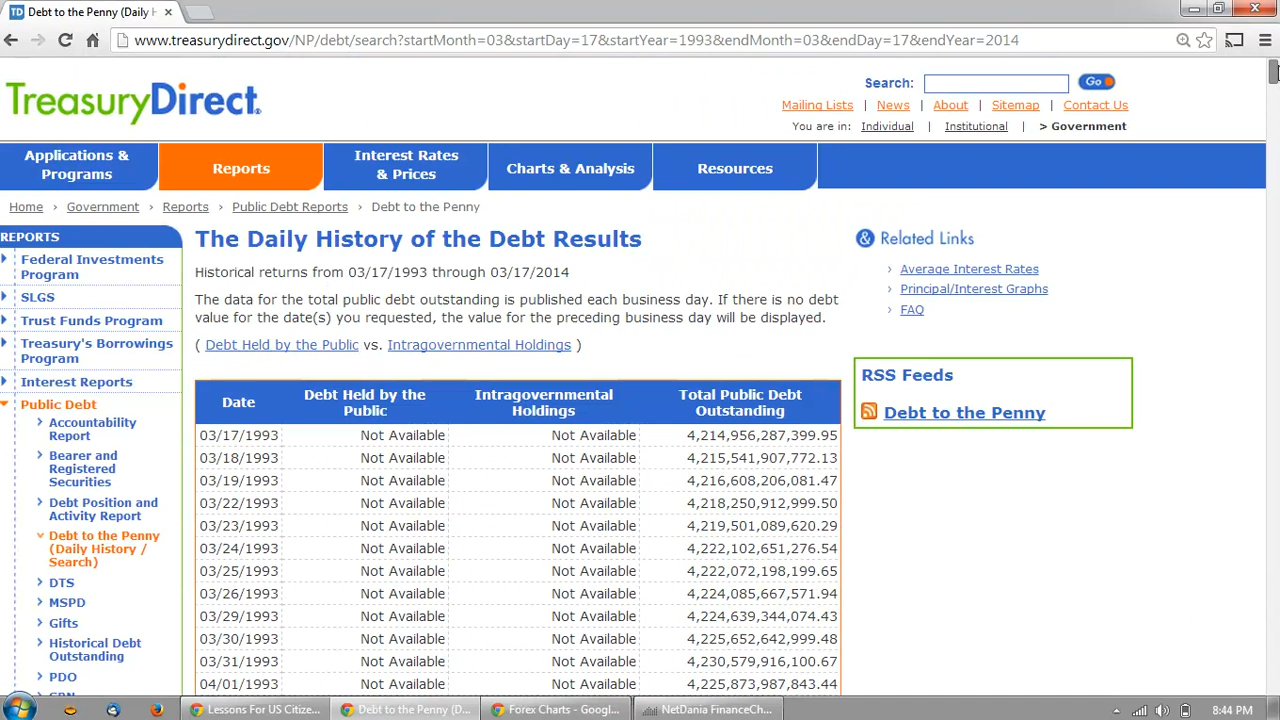 Debt to the Penny (Daily H
www.treasurydirect.gov/NP/debt/search?startMonth=03&startDay=17&startYear=1993&endMonth=03&endDay=17&endYear=2014
TreasuryDirect.
Search:
Go
Mailing Lists | News | About | Sitemap | Contact Us
You are in: Individual | Institutional | > Government
Applications & Programs
Reports
Interest Rates & Prices
Charts & Analysis
Resources
Home › Government › Reports › Public Debt Reports › Debt to the Penny
REPORTS
Federal Investments
Program
SLGS
Trust Funds Program
Treasury's Borrowings
Program
Interest Reports
Public Debt
Accountability
Report
Bearer and
Registered
Securities
Debt Position and
Activity Report
Debt to the Penny
(Daily History /
Search)
DTS
MSPD
Gifts
Historical Debt
Outstanding
PDO
The Daily History of the Debt Results
Historical returns from 03/17/1993 through 03/17/2014
The data for the total public debt outstanding is published each business day. If there is no debt
value for the date(s) you requested, the value for the preceding business day will be displayed.
( Debt Held by the Public vs. Intragovernmental Holdings )
Date | Debt Held by the Public | Intragovernmental Holdings | Total Public Debt Outstanding
03/17/1993 Not Available Not Available 4,214,956,287,399.95
03/18/1993 Not Available Not Available 4,215,541,907,772.13
03/19/1993 Not Available Not Available 4,216,608,206,081.47
03/22/1993 Not Available Not Available 4,218,250,912,999.50
03/23/1993 Not Available Not Available 4,219,501,089,620.29
03/24/1993 Not Available Not Available 4,222,102,651,276.54
03/25/1993 Not Available Not Available 4,222,072,198,199.65
03/26/1993 Not Available Not Available 4,224,085,667,571.94
03/29/1993 Not Available Not Available 4,224,639,344,074.43
03/30/1993 Not Available Not Available 4,225,652,642,999.48
03/31/1993 Not Available Not Available 4,230,579,916,100.67
04/01/1993 Not Available Not Available 4,225,873,987,843.44
& Related Links
Average Interest Rates
Principal/Interest Graphs
FAQ
RSS Feeds
Debt to the Penny
Lessons For US Citize...
Debt to the Penny (D...
Forex Charts - Googl...
NetDania FinanceCh...
8:44 PM